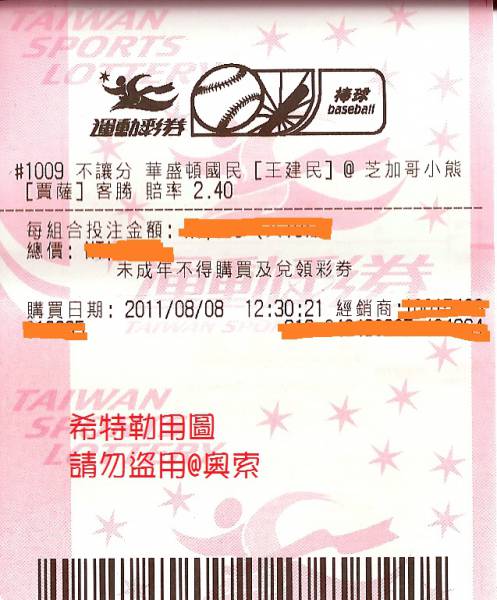 TAIWAN
SPORTS
LOTTERY
運動彩券
棒球
baseball
#1009 不讓分 華盛頓國民 [王建民] @ 芝加哥小熊
[賈薩] 客勝 賠率 2.40
每組合投注金額:
總價:
未成年不得購買及兌領彩券
運動彩券
購買日期: 2011/08/08 12:30:21 經銷商:
TAIWAN SPORTS
TAIWAN
SPORTS
LOTTERY
希特勒用圖
請勿盜用@奧索